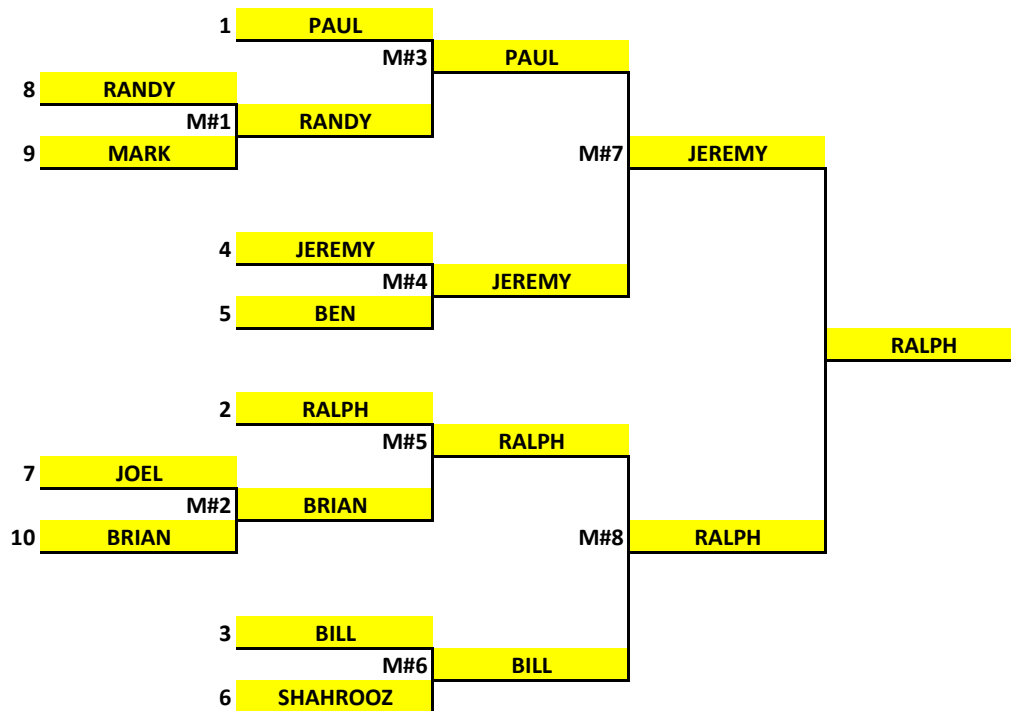 1 PAUL
M#3 PAUL
8 RANDY
M#1 RANDY
9 MARK
M#7 JEREMY
4 JEREMY
M#4 JEREMY
5 BEN
RALPH
2 RALPH
M#5 RALPH
7 JOEL
M#2 BRIAN
10 BRIAN
M#8 RALPH
3 BILL
M#6 BILL
6 SHAHROOZ